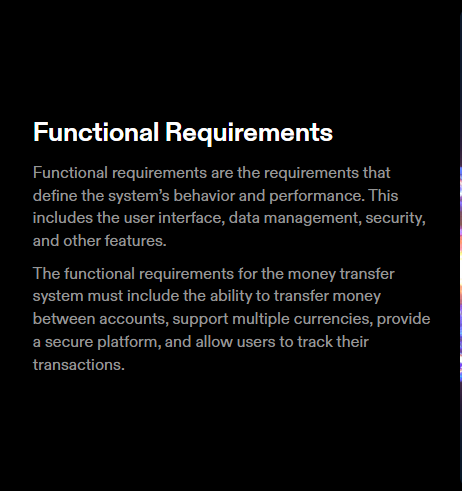 Functional Requirements
Functional requirements are the requirements that
define the system’s behavior and performance. This
includes the user interface, data management, security,
and other features.
The functional requirements for the money transfer
system must include the ability to transfer money
between accounts, support multiple currencies, provide
a secure platform, and allow users to track their
transactions.